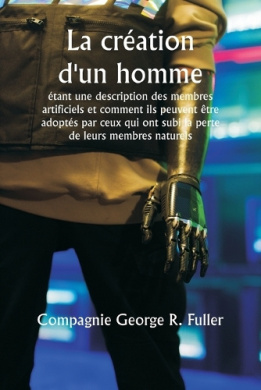 La création
d'un homme
étant une description des membres
artificiels et comment ils peuvent être
adoptés par ceux qui ont subi la perte
de leurs membres naturels
Compagnie George R. Fuller